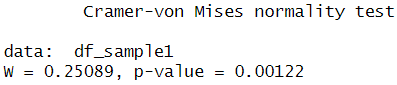 Cramer-von Mises normality test
data:  df_sample1
W = 0.25089, p-value = 0.00122